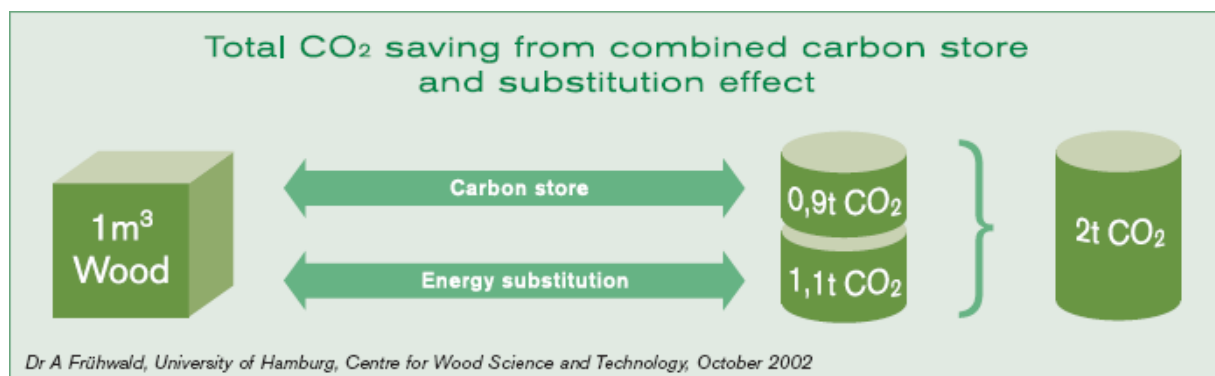 Total CO₂ saving from combined carbon store
and substitution effect
1m³
Wood
Carbon store
Energy substitution
0,9t CO₂
1,1t CO₂
2t CO₂
Dr A Frühwald, University of Hamburg, Centre for Wood Science and Technology, October 2002